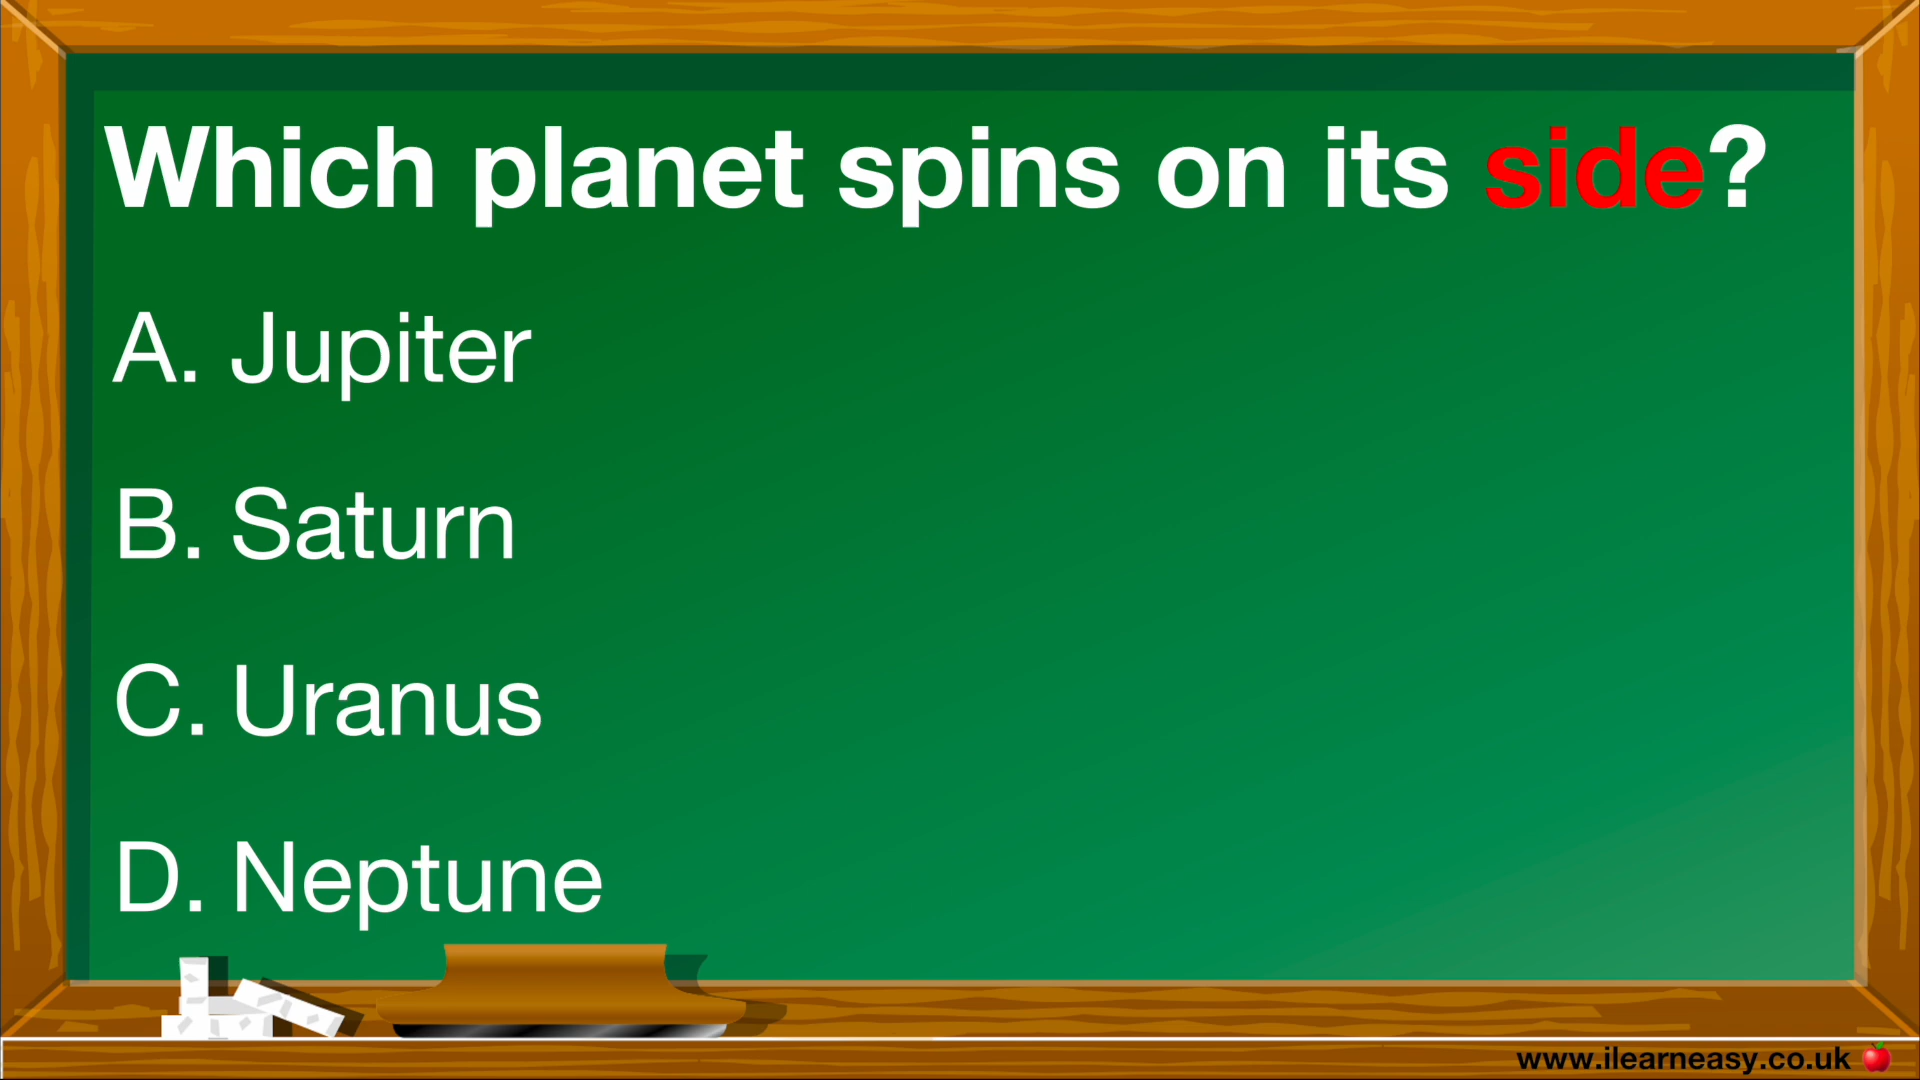 Which planet spins on its side?
A. Jupiter
B. Saturn
C. Uranus
D. Neptune
www.ilearneasy.co.uk